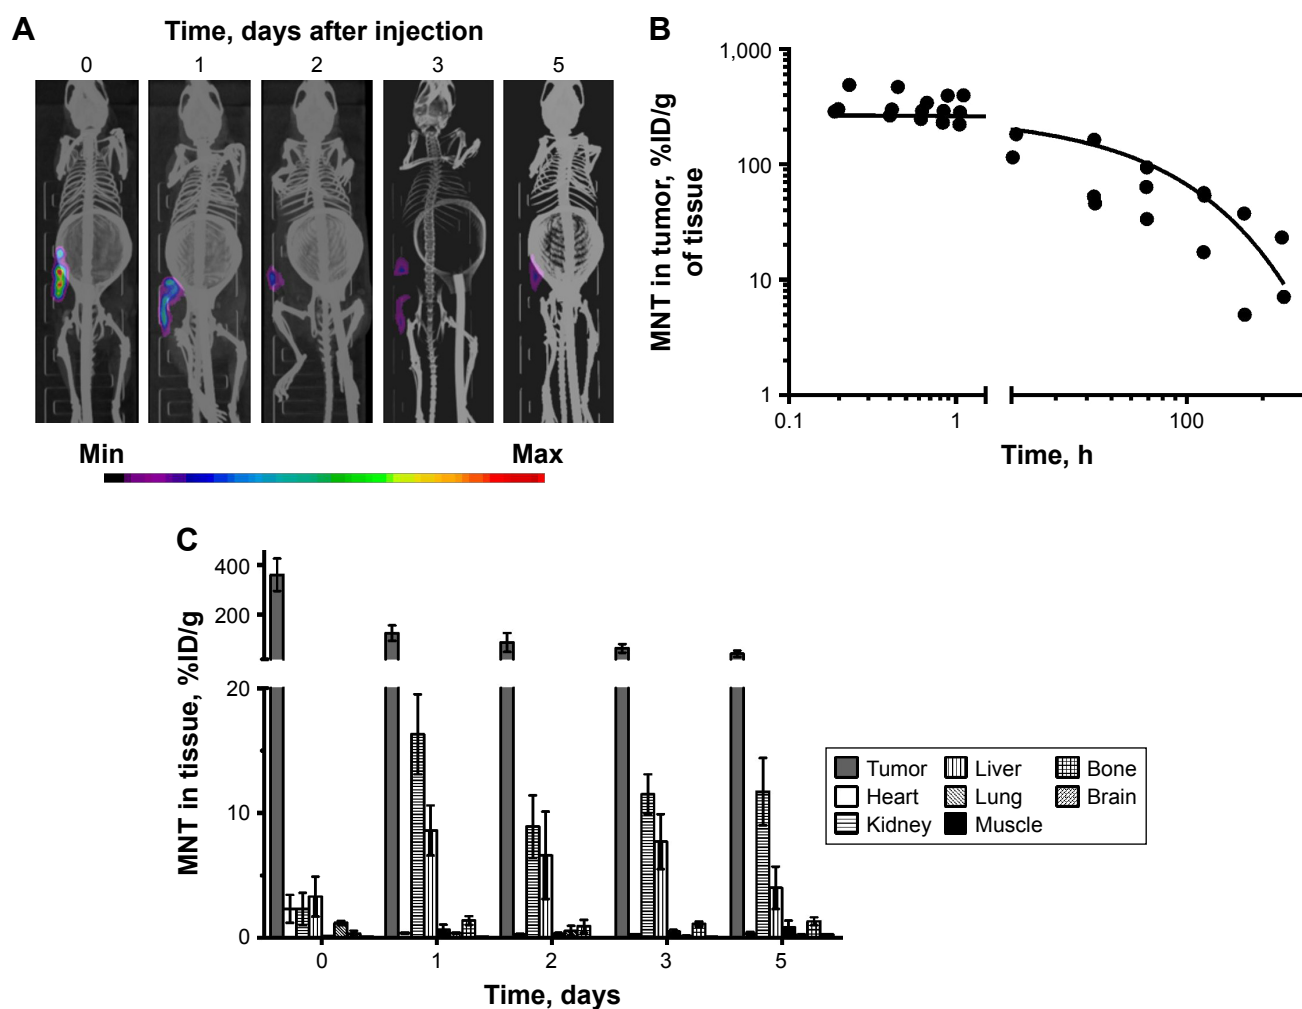 A
Time, days after injection
0 1 2 3 5
Min Max
B
MNT in tumor, %ID/g
of tissue
1,000
100
10
1
0.1 1 100
Time, h
C
MNT in tissue, %ID/g
400
200
20
10
0
0 1 2 3 5
Time, days
Tumor Liver Bone
Heart Lung Brain
Kidney Muscle